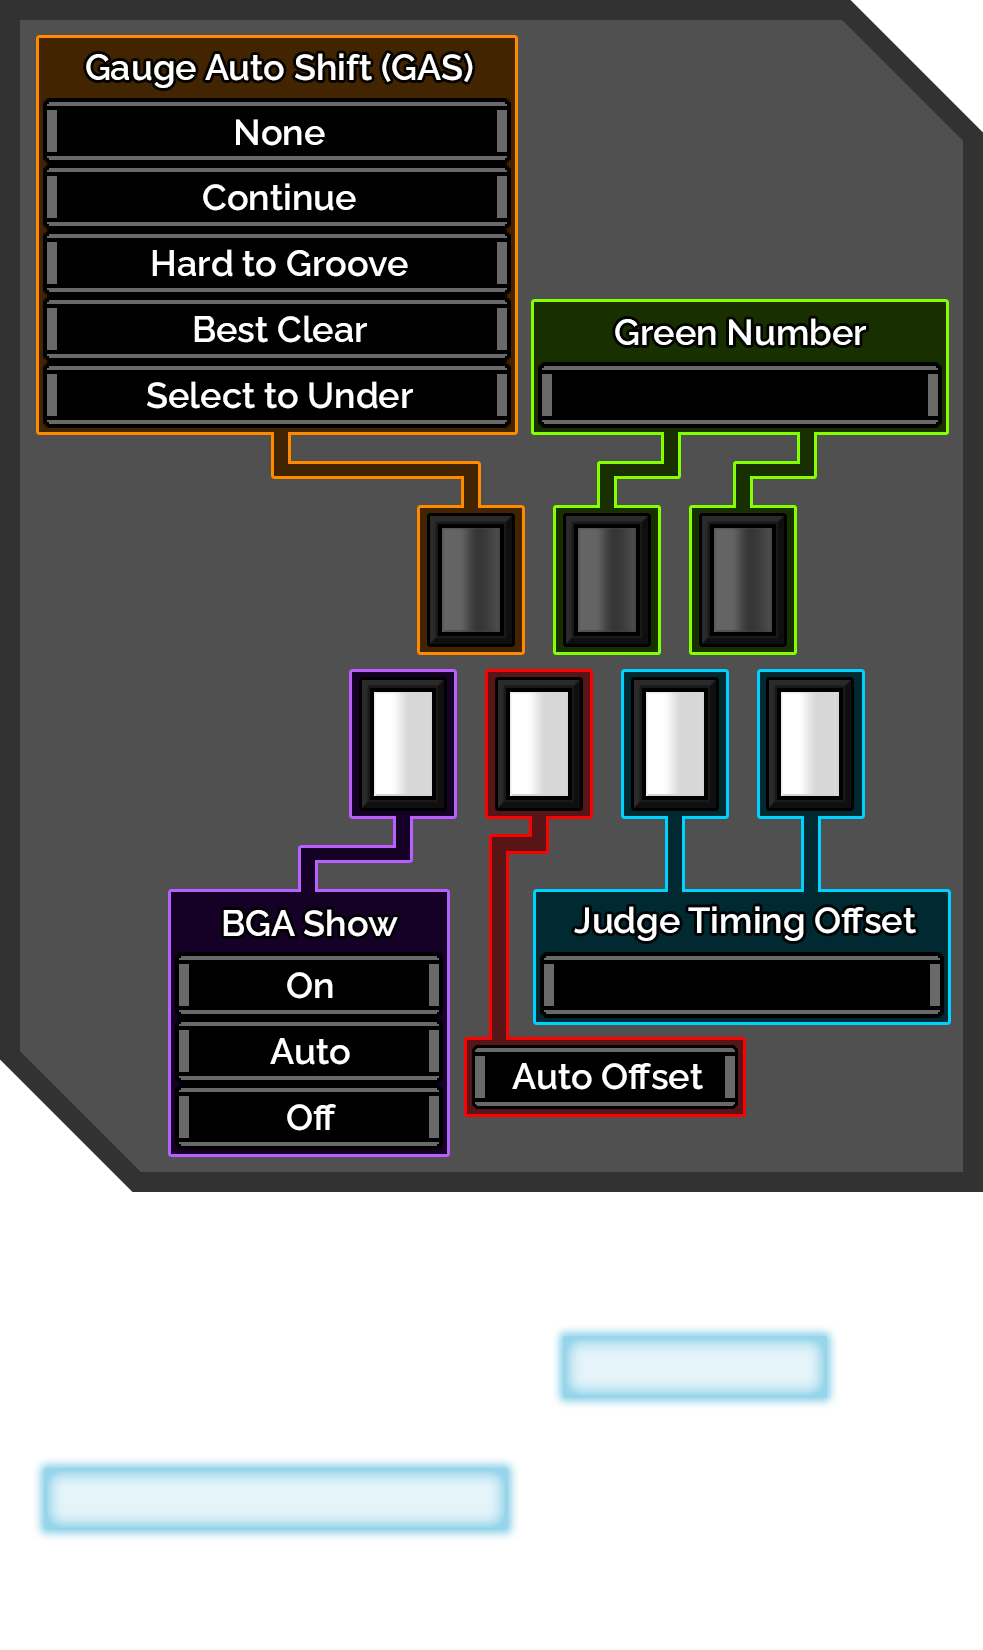 Gauge Auto Shift (GAS)
None
Continue
Hard to Groove
Best Clear
Select to Under
Green Number
BGA Show
On
Auto
Off
Judge Timing Offset
Auto Offset